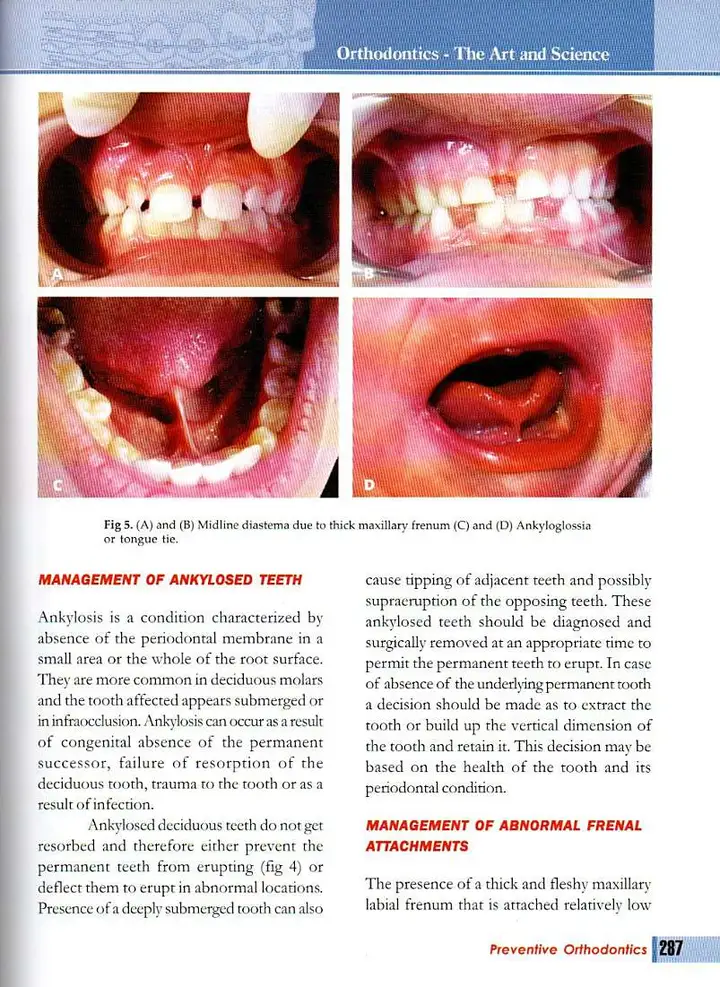 Orthodontics - The Art and Science
A
B
C
D
Fig 5. (A) and (B) Midline diastema due to thick maxillary frenum (C) and (D) Ankyloglossia
or tongue tie.
MANAGEMENT OF ANKYLOSED TEETH
Ankylosis is a condition characterized by
absence of the periodontal membrane in a
small area or the whole of the root surface.
They are more common in deciduous molars
and the tooth affected appears submerged or
in infraocclusion. Ankylosis can occur as a result
of congenital absence of the permanent
successor, failure of resorption of the
deciduous tooth, trauma to the tooth or as a
result of infection.
Ankylosed deciduous teeth do not get
resorbed and therefore either prevent the
permanent teeth from erupting (fig 4) or
deflect them to erupt in abnormal locations.
Presence of a deeply submerged tooth can also
cause tipping of adjacent teeth and possibly
supraeruption of the opposing teeth. These
ankylosed teeth should be diagnosed and
surgically removed at an appropriate time to
permit the permanent teeth to erupt. In case
of absence of the underlying permanent tooth
a decision should be made as to extract the
tooth or build up the vertical dimension of
the tooth and retain it. This decision may be
based on the health of the tooth and its
periodontal condition.
MANAGEMENT OF ABNORMAL FRENAL
ATTACHMENTS
The presence of a thick and fleshy maxillary
labial frenum that is attached relatively low
Preventive Orthodontics 287